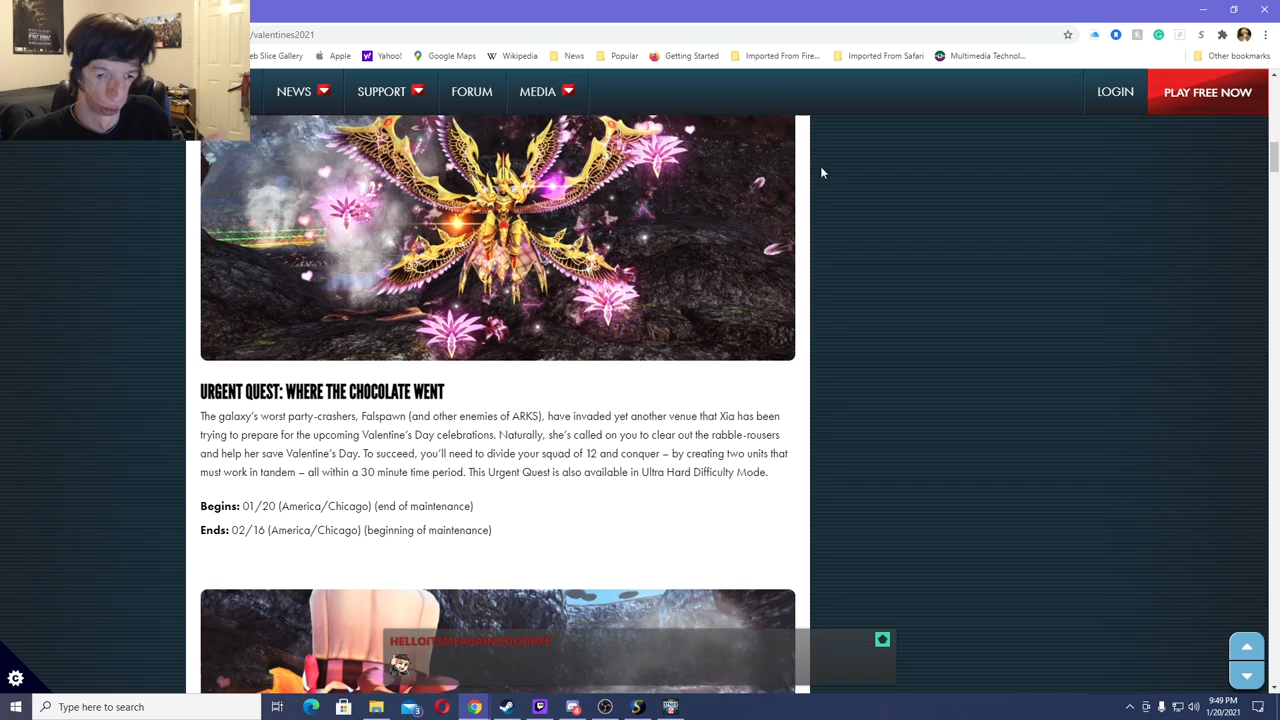 /valentines2021
eb Slice Gallery Apple Yahoo! Google Maps Wikipedia News Popular Getting Started Imported From Fire... Imported From Safari Multimedia Technol... Other bookmarks
NEWS SUPPORT FORUM MEDIA LOGIN PLAY FREE NOW
URGENT QUEST: WHERE THE CHOCOLATE WENT
The galaxy's worst party-crashers, Falspawn (and other enemies of ARKS), have invaded yet another venue that Xia has been
trying to prepare for the upcoming Valentine's Day celebrations. Naturally, she's called on you to clear out the rabble-rousers
and help her save Valentine's Day. To succeed, you'll need to divide your squad of 12 and conquer – by creating two units that
must work in tandem – all within a 30 minute time period. This Urgent Quest is also available in Ultra Hard Difficulty Mode.
Begins: 01/20 (America/Chicago) (end of maintenance)
Ends: 02/16 (America/Chicago) (beginning of maintenance)
HELLOITSMEAGAINGOODBYE
Type here to search
3
9:49 PM
1/20/2021